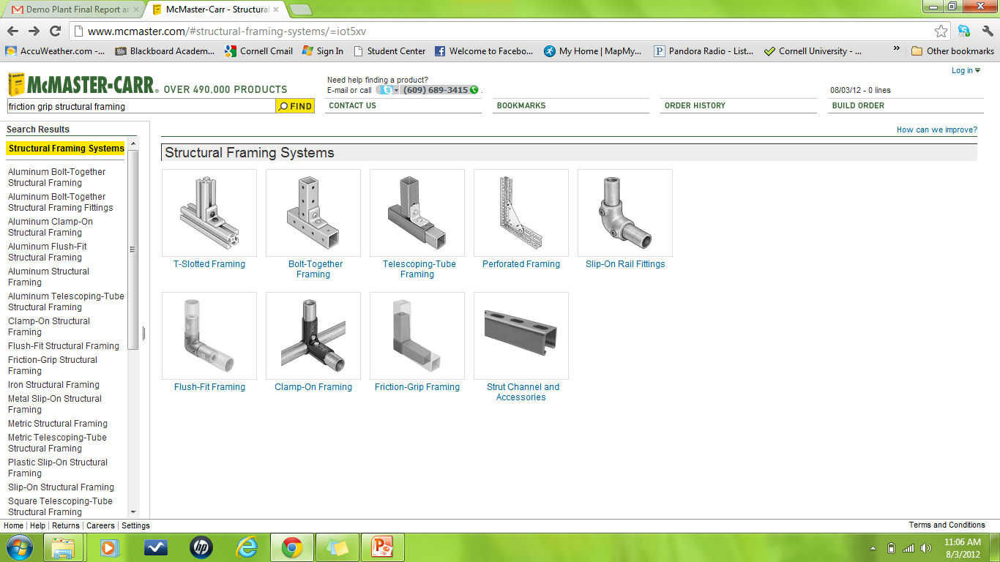 Demo Plant Final Report ar
McMaster-Carr - Structural
www.mcmaster.com/#structural-framing-systems/=iot5xv
AccuWeather.com -...
Blackboard Academ...
Cornell Cmail
Sign In
Student Center
Welcome to Facebo...
My Home | MapMy...
Pandora Radio - List...
Cornell University - ...
»
Other bookmarks
Log in
McMASTER-CARR® OVER 490,000 PRODUCTS
Need help finding a product?
E-mail or call (609) 689-3415 .
08/03/12 - 0 lines
friction grip structural framing
FIND
CONTACT US
BOOKMARKS
ORDER HISTORY
BUILD ORDER
Search Results
How can we improve?
Structural Framing Systems
Aluminum Bolt-Together
Structural Framing
Aluminum Bolt-Together
Structural Framing Fittings
Aluminum Clamp-On
Structural Framing
Aluminum Flush-Fit
Structural Framing
Aluminum Structural
Framing
Aluminum Telescoping-Tube
Structural Framing
Clamp-On Structural
Framing
Flush-Fit Structural Framing
Friction-Grip Structural
Framing
Iron Structural Framing
Metal Slip-On Structural
Framing
Metric Structural Framing
Metric Telescoping-Tube
Structural Framing
Plastic Slip-On Structural
Framing
Slip-On Structural Framing
Square Telescoping-Tube
Structural Framing
Structural Framing Systems
T-Slotted Framing
Bolt-Together
Framing
Telescoping-Tube
Framing
Perforated Framing
Slip-On Rail Fittings
Flush-Fit Framing
Clamp-On Framing
Friction-Grip Framing
Strut Channel and
Accessories
Home | Help | Returns | Careers | Settings
Terms and Conditions
11:06 AM
8/3/2012